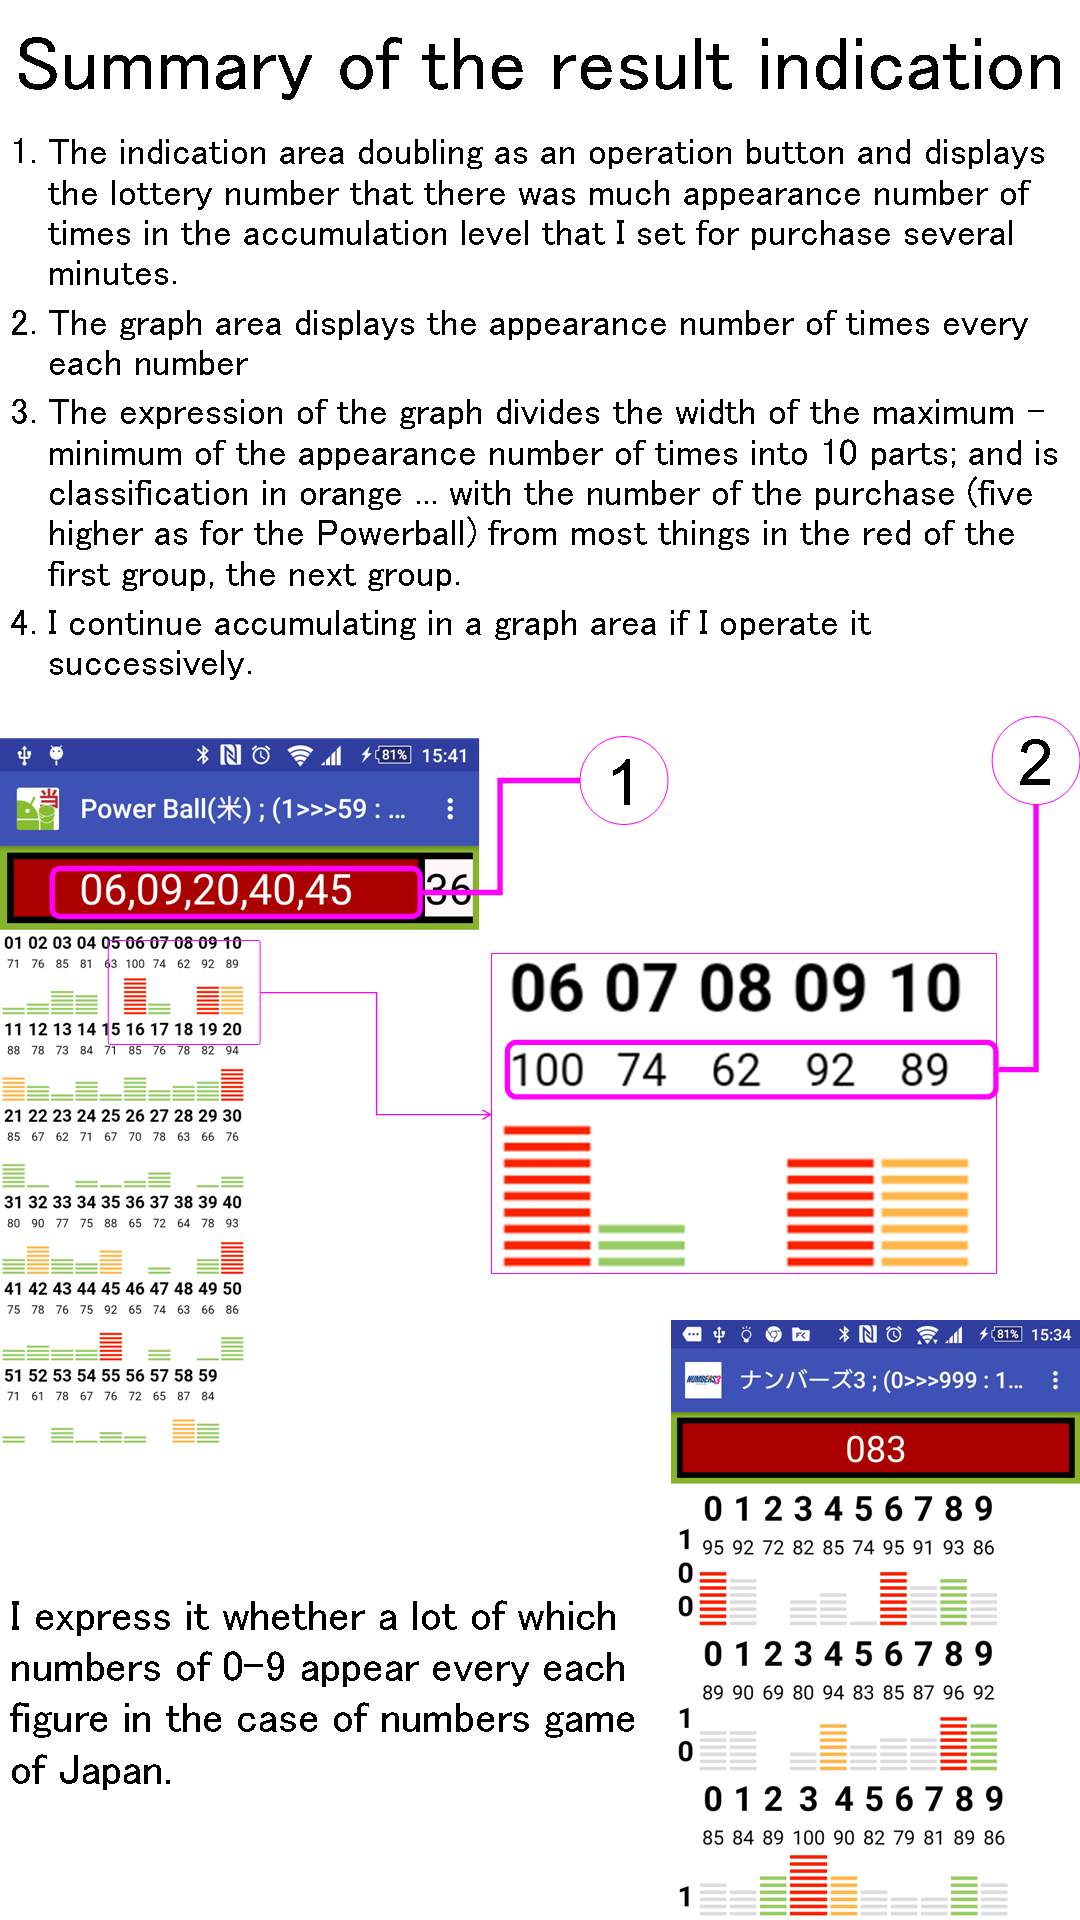 Summary of the result indication
1. The indication area doubling as an operation button and displays
the lottery number that there was much appearance number of
times in the accumulation level that I set for purchase several
minutes.
2. The graph area displays the appearance number of times every
each number
3. The expression of the graph divides the width of the maximum -
minimum of the appearance number of times into 10 parts; and is
classification in orange ... with the number of the purchase (five
higher as for the Powerball) from most things in the red of the
first group, the next group.
4. I continue accumulating in a graph area if I operate it
successively.
81% 15:41
Power Ball(米) ; (1>>>59 : ...
06,09,20,40,45 36
1
2
01 02 03 04 05 06 07 08 09 10
71 76 85 81 63 100 74 62 92 89
11 12 13 14 15 16 17 18 19 20
88 78 73 84 71 85 76 78 82 94
21 22 23 24 25 26 27 28 29 30
85 67 62 71 67 70 78 63 66 76
31 32 33 34 35 36 37 38 39 40
80 90 77 75 88 65 72 64 78 93
41 42 43 44 45 46 47 48 49 50
75 78 76 75 92 65 74 63 66 86
51 52 53 54 55 56 57 58 59
71 61 78 67 76 72 65 87 84
06 07 08 09 10
100 74 62 92 89
81% 15:34
NUMBERS3 ナンバーズ3 ; (0>>>999 : 1...
083
0 1 2 3 4 5 6 7 8 9
95 92 72 82 85 74 95 91 93 86
1
0
0
0 1 2 3 4 5 6 7 8 9
89 90 69 80 94 83 85 87 96 92
1
0
0 1 2 3 4 5 6 7 8 9
85 84 89 100 90 82 79 81 89 86
1
I express it whether a lot of which
numbers of 0-9 appear every each
figure in the case of numbers game
of Japan.